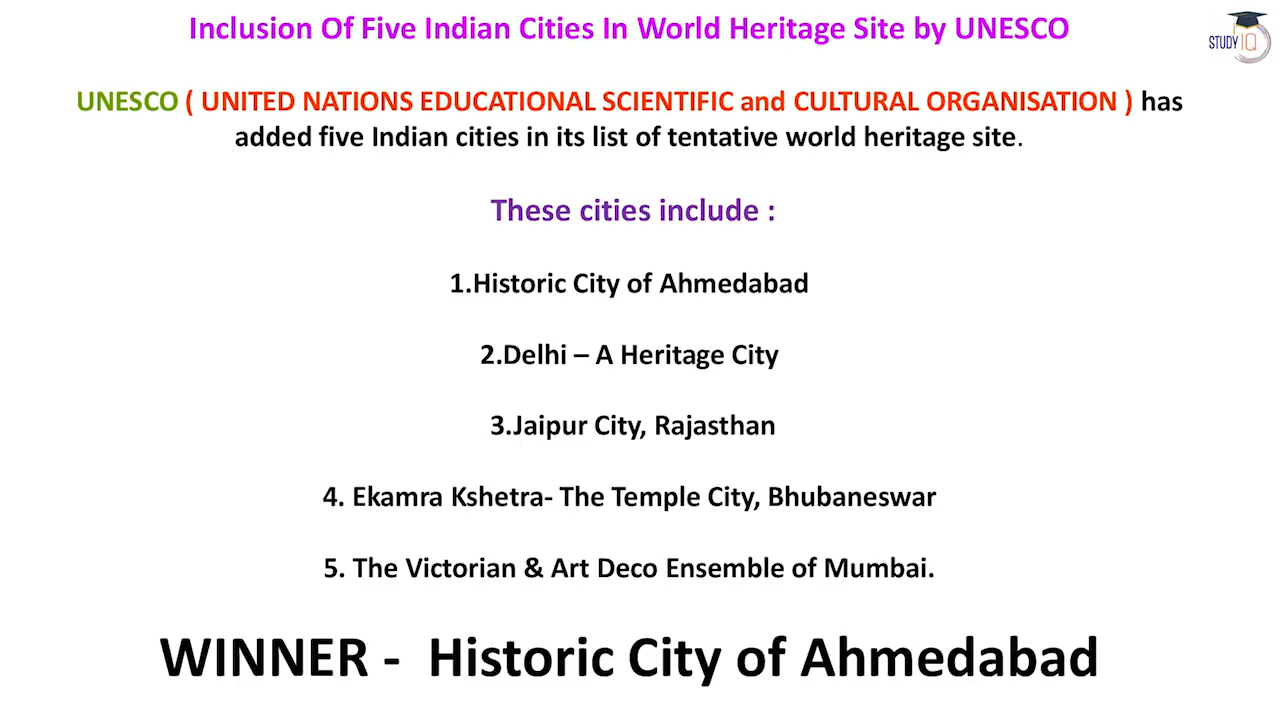 Inclusion Of Five Indian Cities In World Heritage Site by UNESCO
STUDY IQ
UNESCO ( UNITED NATIONS EDUCATIONAL SCIENTIFIC and CULTURAL ORGANISATION ) has
added five Indian cities in its list of tentative world heritage site.
These cities include :
1.Historic City of Ahmedabad
2.Delhi – A Heritage City
3.Jaipur City, Rajasthan
4. Ekamra Kshetra- The Temple City, Bhubaneswar
5. The Victorian & Art Deco Ensemble of Mumbai.
WINNER - Historic City of Ahmedabad